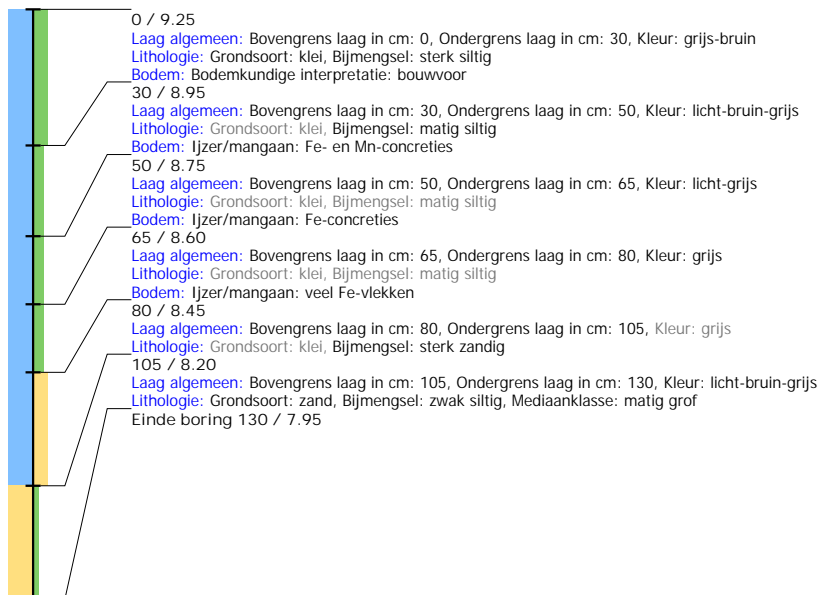 0 / 9.25
Laag algemeen: Bovengrens laag in cm: 0, Ondergrens laag in cm: 30, Kleur: grijs-bruin
Lithologie: Grondsoort: klei, Bijmengsel: sterk siltig
Bodem: Bodemkundige interpretatie: bouwvoor
30 / 8.95
Laag algemeen: Bovengrens laag in cm: 30, Ondergrens laag in cm: 50, Kleur: licht-bruin-grijs
Lithologie: Grondsoort: klei, Bijmengsel: matig siltig
Bodem: Ijzer/mangaan: Fe- en Mn-concreties
50 / 8.75
Laag algemeen: Bovengrens laag in cm: 50, Ondergrens laag in cm: 65, Kleur: licht-grijs
Lithologie: Grondsoort: klei, Bijmengsel: matig siltig
Bodem: Ijzer/mangaan: Fe-concreties
65 / 8.60
Laag algemeen: Bovengrens laag in cm: 65, Ondergrens laag in cm: 80, Kleur: grijs
Lithologie: Grondsoort: klei, Bijmengsel: matig siltig
Bodem: Ijzer/mangaan: veel Fe-vlekken
80 / 8.45
Laag algemeen: Bovengrens laag in cm: 80, Ondergrens laag in cm: 105, Kleur: grijs
Lithologie: Grondsoort: klei, Bijmengsel: sterk zandig
105 / 8.20
Laag algemeen: Bovengrens laag in cm: 105, Ondergrens laag in cm: 130, Kleur: licht-bruin-grijs
Lithologie: Grondsoort: zand, Bijmengsel: zwak siltig, Mediaanklasse: matig grof
Einde boring 130 / 7.95